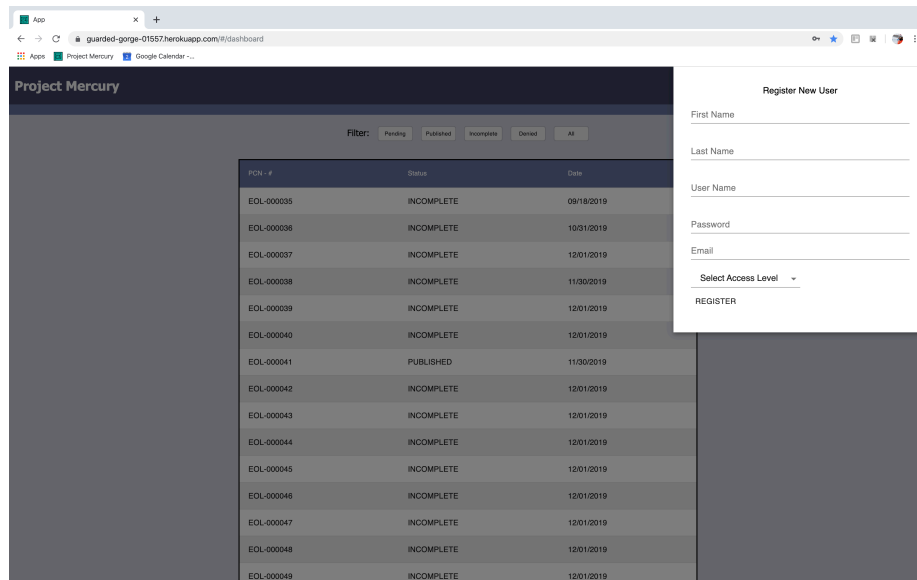 App
guarded-gorge-01557.herokuapp.com/#/dashboard
Apps Project Mercury Google Calendar -...
Project Mercury
Filter: Pending Published Incomplete Denied All
PCN - # Status Date
EOL-000035 INCOMPLETE 09/18/2019
EOL-000036 INCOMPLETE 10/31/2019
EOL-000037 INCOMPLETE 12/01/2019
EOL-000038 INCOMPLETE 11/30/2019
EOL-000039 INCOMPLETE 12/01/2019
EOL-000040 INCOMPLETE 12/01/2019
EOL-000041 PUBLISHED 11/30/2019
EOL-000042 INCOMPLETE 12/01/2019
EOL-000043 INCOMPLETE 12/01/2019
EOL-000044 INCOMPLETE 12/01/2019
EOL-000045 INCOMPLETE 12/01/2019
EOL-000046 INCOMPLETE 12/01/2019
EOL-000047 INCOMPLETE 12/01/2019
EOL-000048 INCOMPLETE 12/01/2019
EOL-000049 INCOMPLETE 12/01/2019
Register New User
First Name
Last Name
User Name
Password
Email
Select Access Level
REGISTER